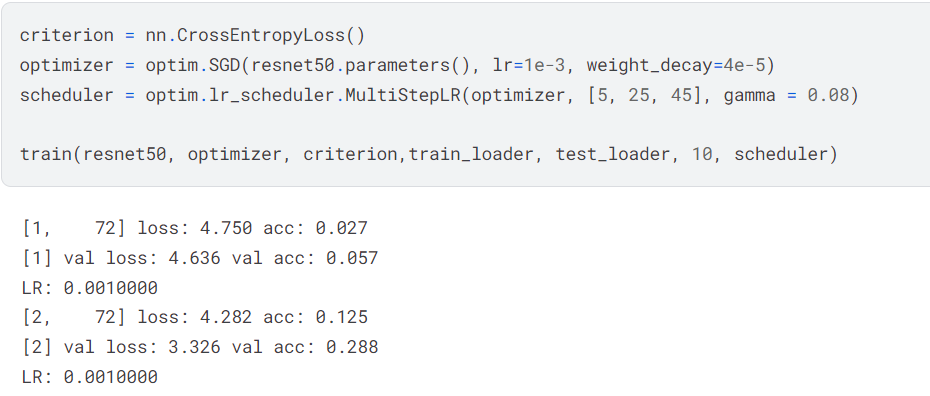 criterion = nn.CrossEntropyLoss()
optimizer = optim.SGD(resnet50.parameters(), lr=1e-3, weight_decay=4e-5)
scheduler = optim.lr_scheduler.MultiStepLR(optimizer, [5, 25, 45], gamma = 0.08)
train(resnet50, optimizer, criterion,train_loader, test_loader, 10, scheduler)
[1,    72] loss: 4.750 acc: 0.027
[1] val loss: 4.636 val acc: 0.057
LR: 0.0010000
[2,    72] loss: 4.282 acc: 0.125
[2] val loss: 3.326 val acc: 0.288
LR: 0.0010000